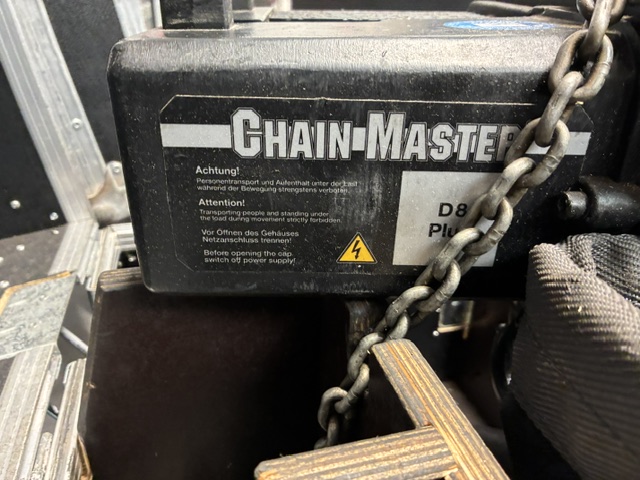 CHAIN MASTER
Achtung!
Personentransport und Aufenthalt unter der Last
während der Bewegung strengstens verboten.
Attention!
Transporting people and standing under
the load during movement strictly forbidden.
Vor Öffnen des Gehäuses
Netzanschluss trennen!
Before opening the cap
switch off power supply!
D8
Plus